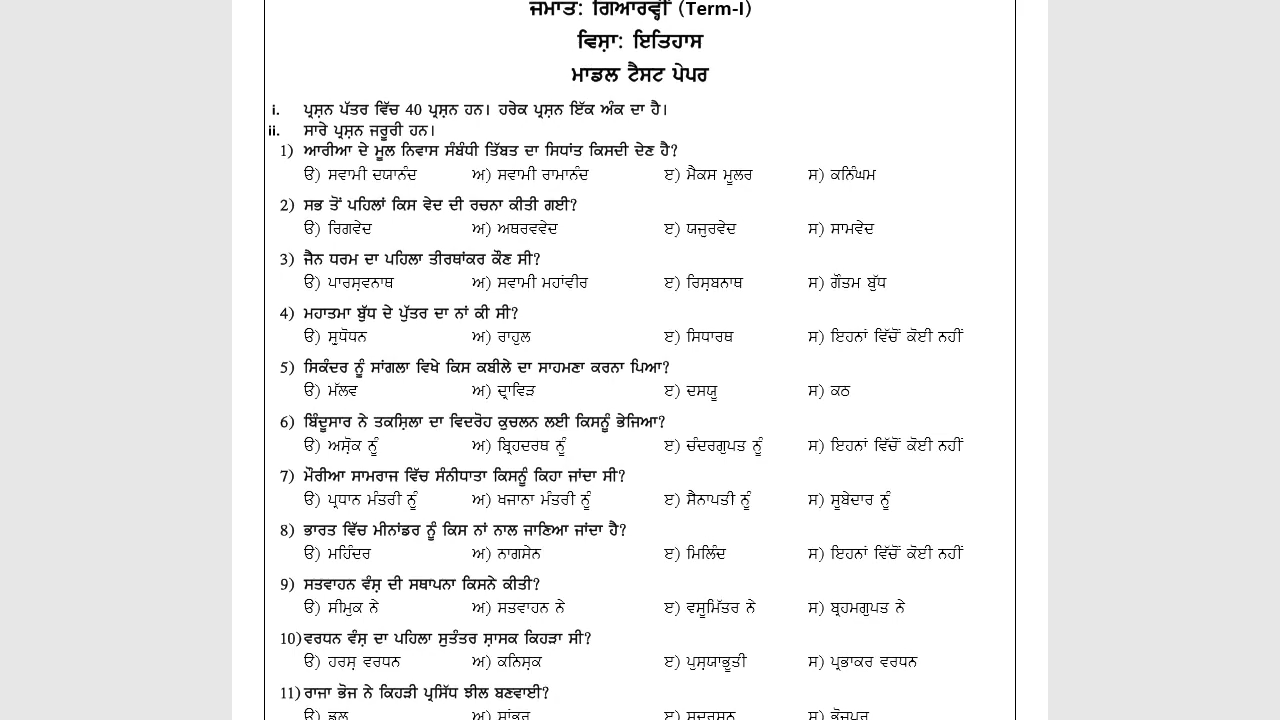 ਜਮਾਤ: ਗਿਆਰਵ੍ਹੀਂ (Term-I)
ਵਿਸ਼ਾ: ਇਤਿਹਾਸ
ਮਾਡਲ ਟੈਸਟ ਪੇਪਰ
i. ਪ੍ਰਸ਼ਨ ਪੱਤਰ ਵਿੱਚ 40 ਪ੍ਰਸ਼ਨ ਹਨ। ਹਰੇਕ ਪ੍ਰਸ਼ਨ ਇੱਕ ਅੰਕ ਦਾ ਹੈ।
ii. ਸਾਰੇ ਪ੍ਰਸ਼ਨ ਜਰੂਰੀ ਹਨ।
1) ਆਰੀਆ ਦੇ ਮੂਲ ਨਿਵਾਸ ਸੰਬੰਧੀ ਤਿੱਬਤ ਦਾ ਸਿਧਾਂਤ ਕਿਸਦੀ ਦੇਣ ਹੈ?
ੳ) ਸਵਾਮੀ ਦਯਾਨੰਦ ਅ) ਸਵਾਮੀ ਰਾਮਾਨੰਦ ੲ) ਮੈਕਸ ਮੂਲਰ ਸ) ਕਨਿੰਘਮ
2) ਸਭ ਤੋਂ ਪਹਿਲਾਂ ਕਿਸ ਵੇਦ ਦੀ ਰਚਨਾ ਕੀਤੀ ਗਈ?
ੳ) ਰਿਗਵੇਦ ਅ) ਅਥਰਵਵੇਦ ੲ) ਯਜੁਰਵੇਦ ਸ) ਸਾਮਵੇਦ
3) ਜੈਨ ਧਰਮ ਦਾ ਪਹਿਲਾ ਤੀਰਥਾਂਕਰ ਕੌਣ ਸੀ?
ੳ) ਪਾਰਸ਼ਵਨਾਥ ਅ) ਸਵਾਮੀ ਮਹਾਂਵੀਰ ੲ) ਰਿਸ਼ਬਨਾਥ ਸ) ਗੌਤਮ ਬੁੱਧ
4) ਮਹਾਤਮਾ ਬੁੱਧ ਦੇ ਪੁੱਤਰ ਦਾ ਨਾਂ ਕੀ ਸੀ?
ੳ) ਸ਼ੁਧੋਧਨ ਅ) ਰਾਹੁਲ ੲ) ਸਿਧਾਰਥ ਸ) ਇਹਨਾਂ ਵਿੱਚੋਂ ਕੋਈ ਨਹੀਂ
5) ਸਿਕੰਦਰ ਨੂੰ ਸਾਂਗਲਾ ਵਿਖੇ ਕਿਸ ਕਬੀਲੇ ਦਾ ਸਾਹਮਣਾ ਕਰਨਾ ਪਿਆ?
ੳ) ਮੱਲਵ ਅ) ਦ੍ਰਾਵਿੜ ੲ) ਦਸਯੂ ਸ) ਕਠ
6) ਬਿੰਦੂਸਾਰ ਨੇ ਤਕਸ਼ਿਲਾ ਦਾ ਵਿਦਰੋਹ ਕੁਚਲਨ ਲਈ ਕਿਸਨੂੰ ਭੇਜਿਆ?
ੳ) ਅਸ਼ੋਕ ਨੂੰ ਅ) ਬ੍ਰਿਹਦਰਥ ਨੂੰ ੲ) ਚੰਦਰਗੁਪਤ ਨੂੰ ਸ) ਇਹਨਾਂ ਵਿੱਚੋਂ ਕੋਈ ਨਹੀਂ
7) ਮੌਰੀਆ ਸਾਮਰਾਜ ਵਿੱਚ ਸੰਨੀਧਾਤਾ ਕਿਸਨੂੰ ਕਿਹਾ ਜਾਂਦਾ ਸੀ?
ੳ) ਪ੍ਰਧਾਨ ਮੰਤਰੀ ਨੂੰ ਅ) ਖਜਾਨਾ ਮੰਤਰੀ ਨੂੰ ੲ) ਸੈਨਾਪਤੀ ਨੂੰ ਸ) ਸੂਬੇਦਾਰ ਨੂੰ
8) ਭਾਰਤ ਵਿੱਚ ਮੀਨਾਂਡਰ ਨੂੰ ਕਿਸ ਨਾਂ ਨਾਲ ਜਾਣਿਆ ਜਾਂਦਾ ਹੈ?
ੳ) ਮਹਿੰਦਰ ਅ) ਨਾਗਸੇਨ ੲ) ਮਿਲਿੰਦ ਸ) ਇਹਨਾਂ ਵਿੱਚੋਂ ਕੋਈ ਨਹੀਂ
9) ਸਤਵਾਹਨ ਵੰਸ਼ ਦੀ ਸਥਾਪਨਾ ਕਿਸਨੇ ਕੀਤੀ?
ੳ) ਸੀਮੁਕ ਨੇ ਅ) ਸਤਵਾਹਨ ਨੇ ੲ) ਵਸੂਮਿੱਤਰ ਨੇ ਸ) ਬ੍ਰਹਮਗੁਪਤ ਨੇ
10) ਵਰਧਨ ਵੰਸ਼ ਦਾ ਪਹਿਲਾ ਸੁਤੰਤਰ ਸ਼ਾਸਕ ਕਿਹੜਾ ਸੀ?
ੳ) ਹਰਸ਼ ਵਰਧਨ ਅ) ਕਨਿਸ਼ਕ ੲ) ਪੁਸ਼ਯਾਭੂਤੀ ਸ) ਪ੍ਰਭਾਕਰ ਵਰਧਨ
11) ਰਾਜਾ ਭੋਜ ਨੇ ਕਿਹੜੀ ਪ੍ਰਸਿੱਧ ਝੀਲ ਬਣਵਾਈ?
ੳ) ਡਲ ਅ) ਸਾਂਭਰ ੲ) ਸੁਦਰਸ਼ਨ ਸ) ਭੋਜਪੁਰ